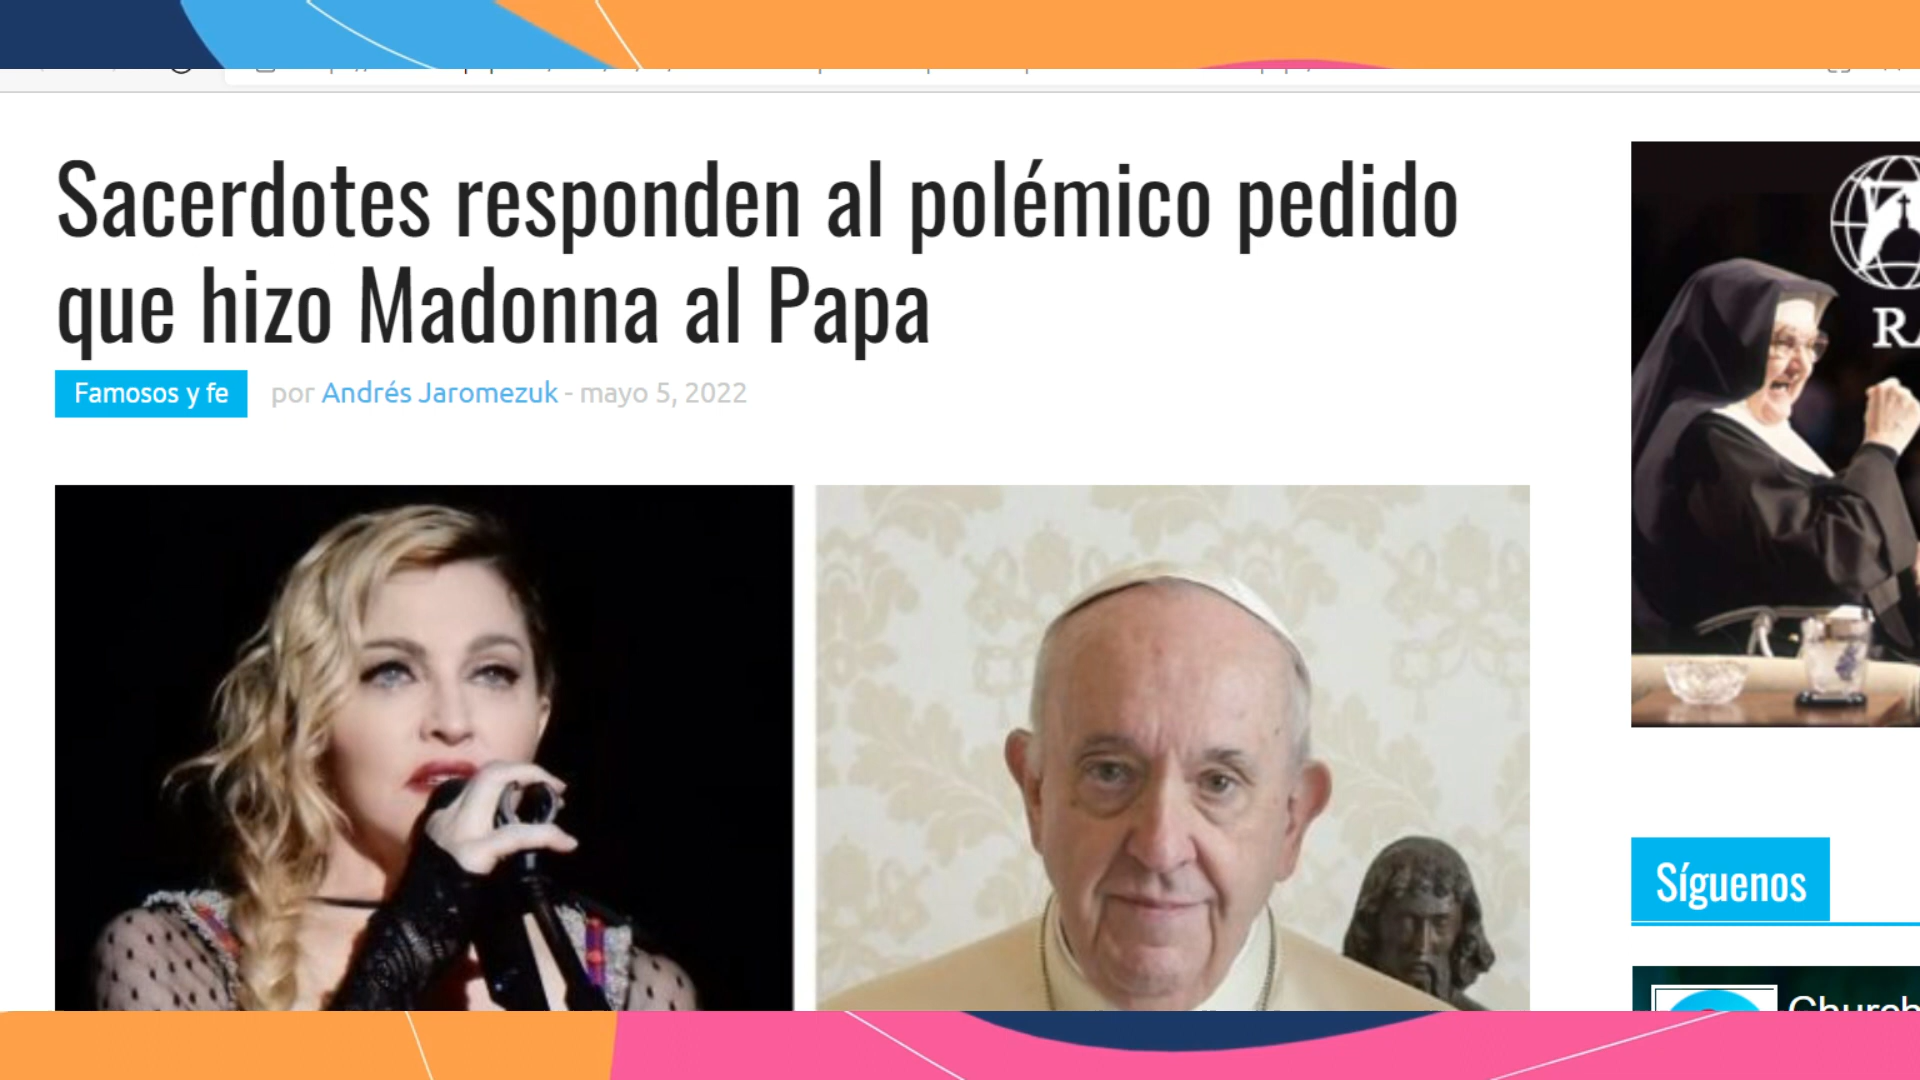 Sacerdotes responden al polémico pedido
que hizo Madonna al Papa
Famosos y fe
por Andrés Jaromezuk - mayo 5, 2022
Síguenos